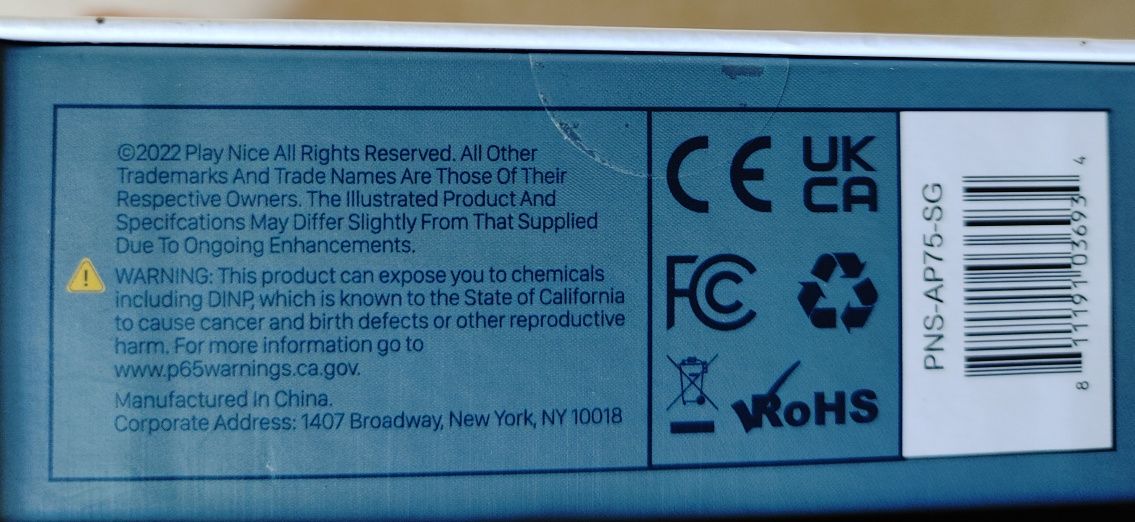 ©2022 Play Nice All Rights Reserved. All Other
Trademarks And Trade Names Are Those Of Their
Respective Owners. The Illustrated Product And
Specifcations May Differ Slightly From That Supplied
Due To Ongoing Enhancements.
WARNING: This product can expose you to chemicals
including DINP, which is known to the State of California
to cause cancer and birth defects or other reproductive
harm. For more information go to
www.p65warnings.ca.gov.
Manufactured In China.
Corporate Address: 1407 Broadway, New York, NY 10018
CE
UK
CA
FC
RoHS
PNS-AP75-SG
8 11191 03693 4